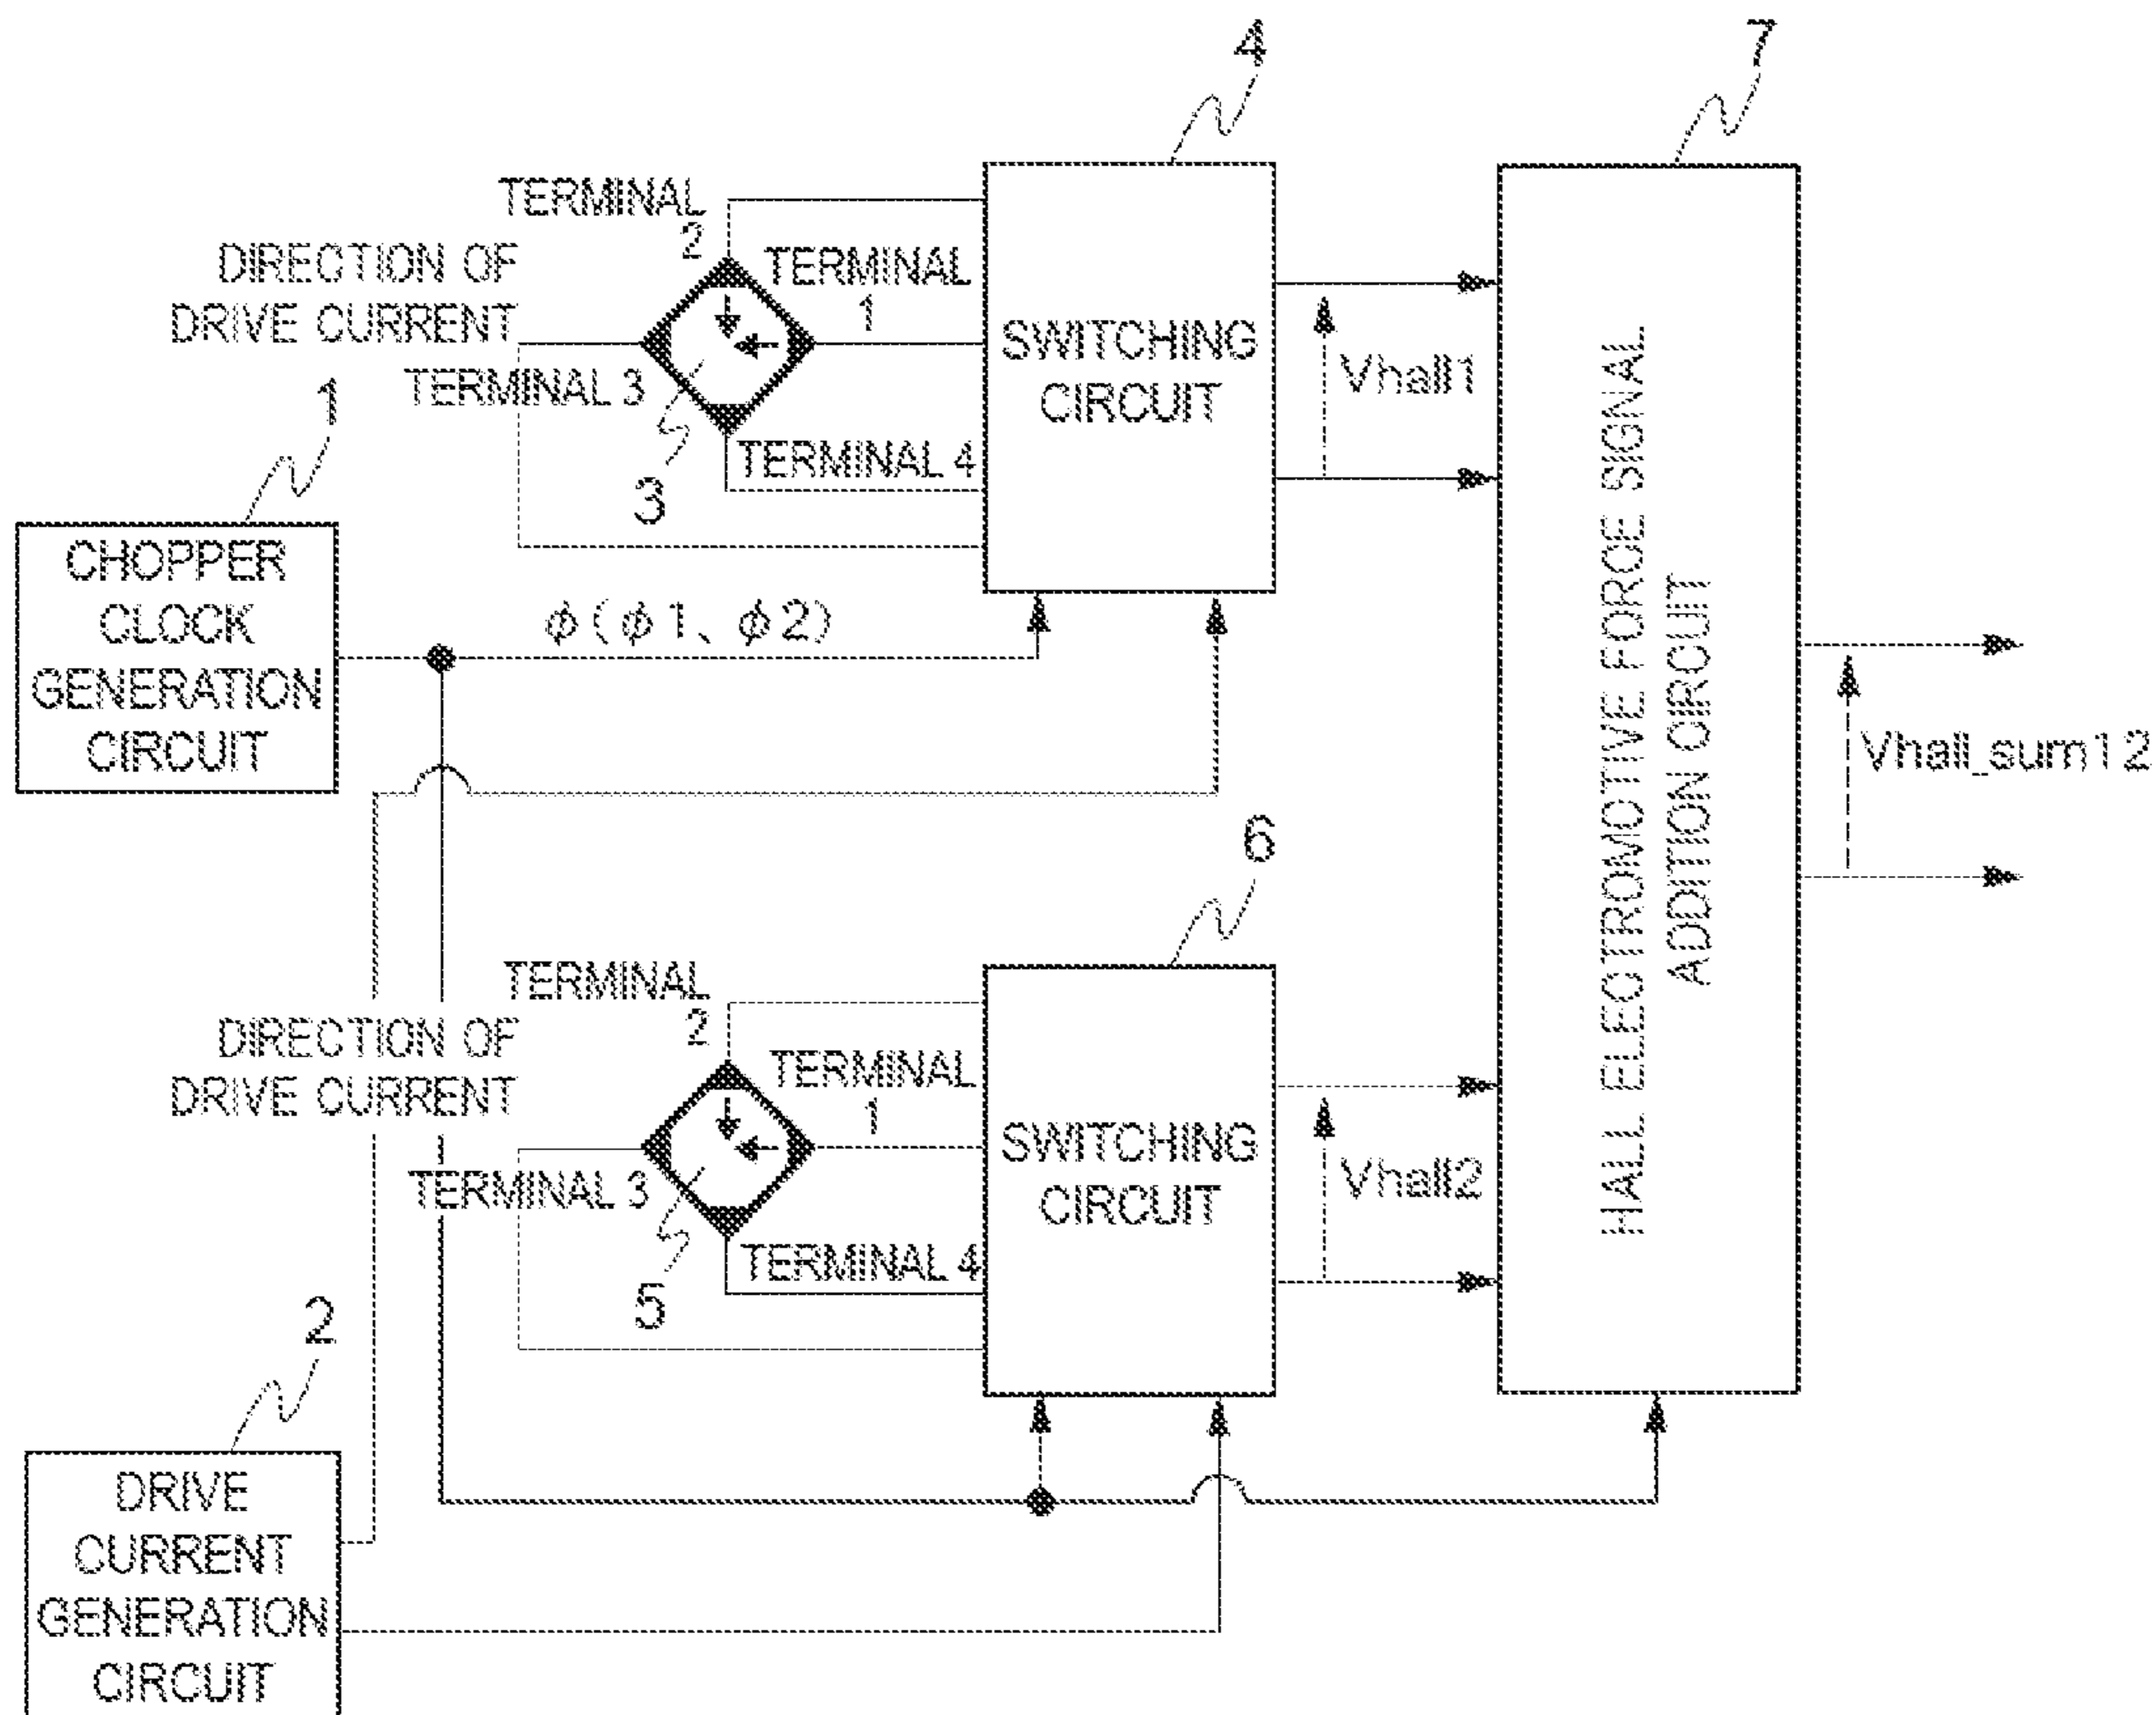 4
7
TERMINAL
2
DIRECTION OF
DRIVE CURRENT
TERMINAL
1
TERMINAL 3
TERMINAL 4
3
SWITCHING
CIRCUIT
Vhall1
1
CHOPPER
CLOCK
GENERATION
CIRCUIT
φ(φ1、φ2)
HALL ELECTROMOTIVE FORCE SIGNAL
ADDITION CIRCUIT
Vhall_sum12
6
TERMINAL
2
DIRECTION OF
DRIVE CURRENT
TERMINAL
1
TERMINAL 3
TERMINAL 4
5
SWITCHING
CIRCUIT
Vhall2
2
DRIVE
CURRENT
GENERATION
CIRCUIT